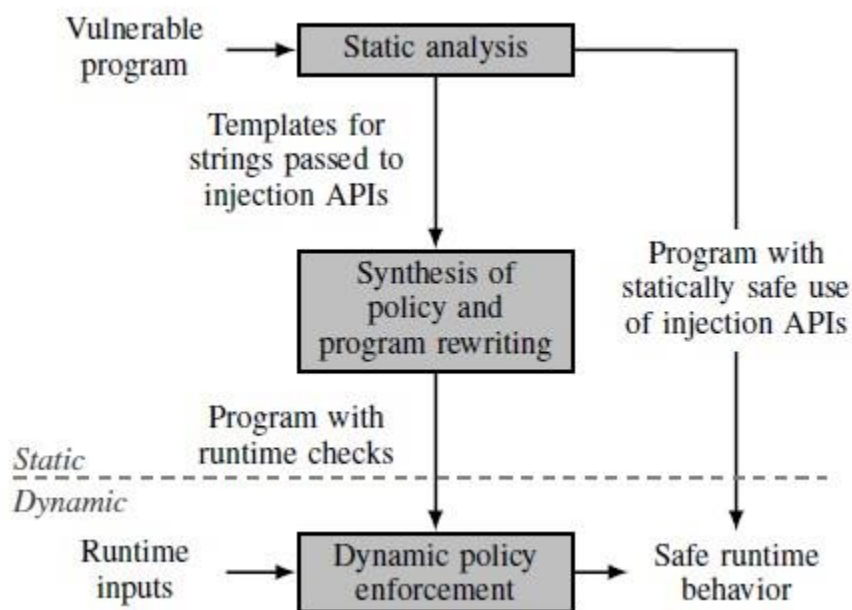 Vulnerable
program
Static analysis
Templates for
strings passed to
injection APIs
Synthesis of
policy and
program rewriting
Program with
statically safe use
of injection APIs
Program with
runtime checks
Static
Dynamic
Runtime
inputs
Dynamic policy
enforcement
Safe runtime
behavior